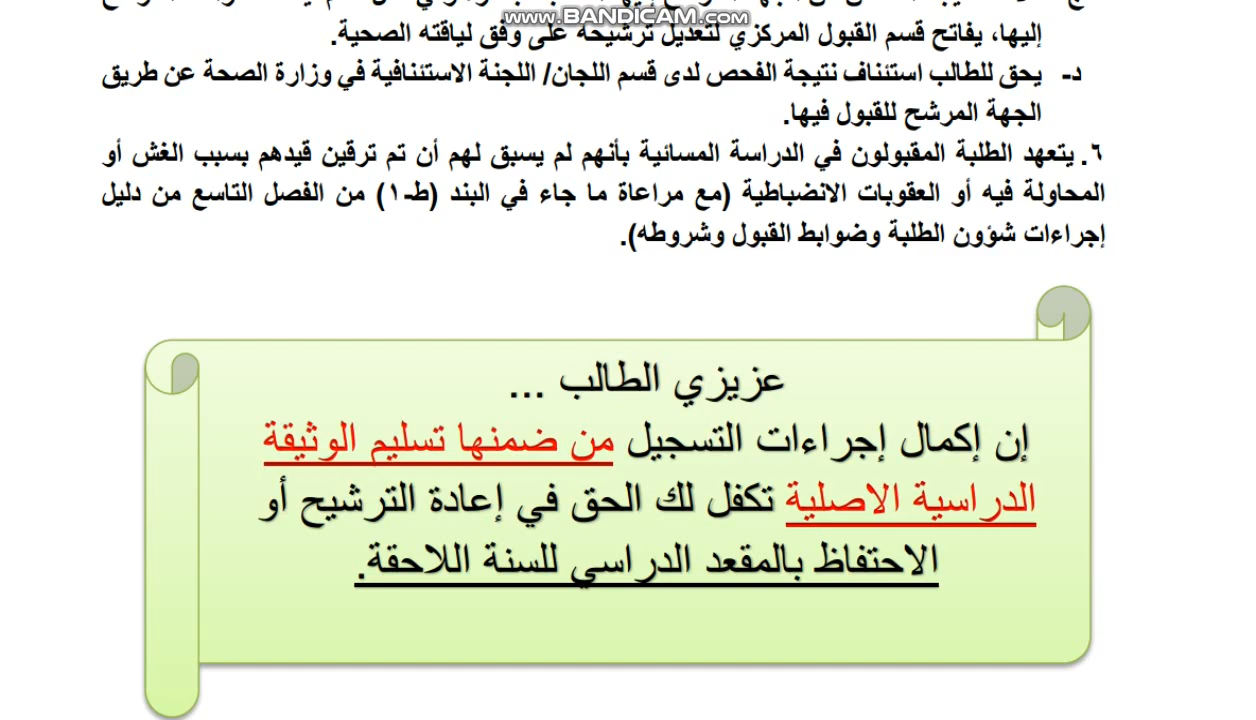 www.BANDICAM.com
إليها، يفاتح قسم القبول المركزي لتعديل ترشيحه على وفق لياقته الصحية.
د- يحق للطالب استئناف نتيجة الفحص لدى قسم اللجان/ اللجنة الاستئنافية في وزارة الصحة عن طريق
الجهة المرشح للقبول فيها.
٦. يتعهد الطلبة المقبولون في الدراسة المسائية بأنهم لم يسبق لهم أن تم ترقين قيدهم بسبب الغش أو
المحاولة فيه أو العقوبات الانضباطية (مع مراعاة ما جاء في البند (ط-١) من الفصل التاسع من دليل
إجراءات شؤون الطلبة وضوابط القبول وشروطه).
عزيزي الطالب ...
إن إكمال إجراءات التسجيل من ضمنها تسليم الوثيقة
الدراسية الاصلية تكفل لك الحق في إعادة الترشيح أو
الاحتفاظ بالمقعد الدراسي للسنة اللاحقة.